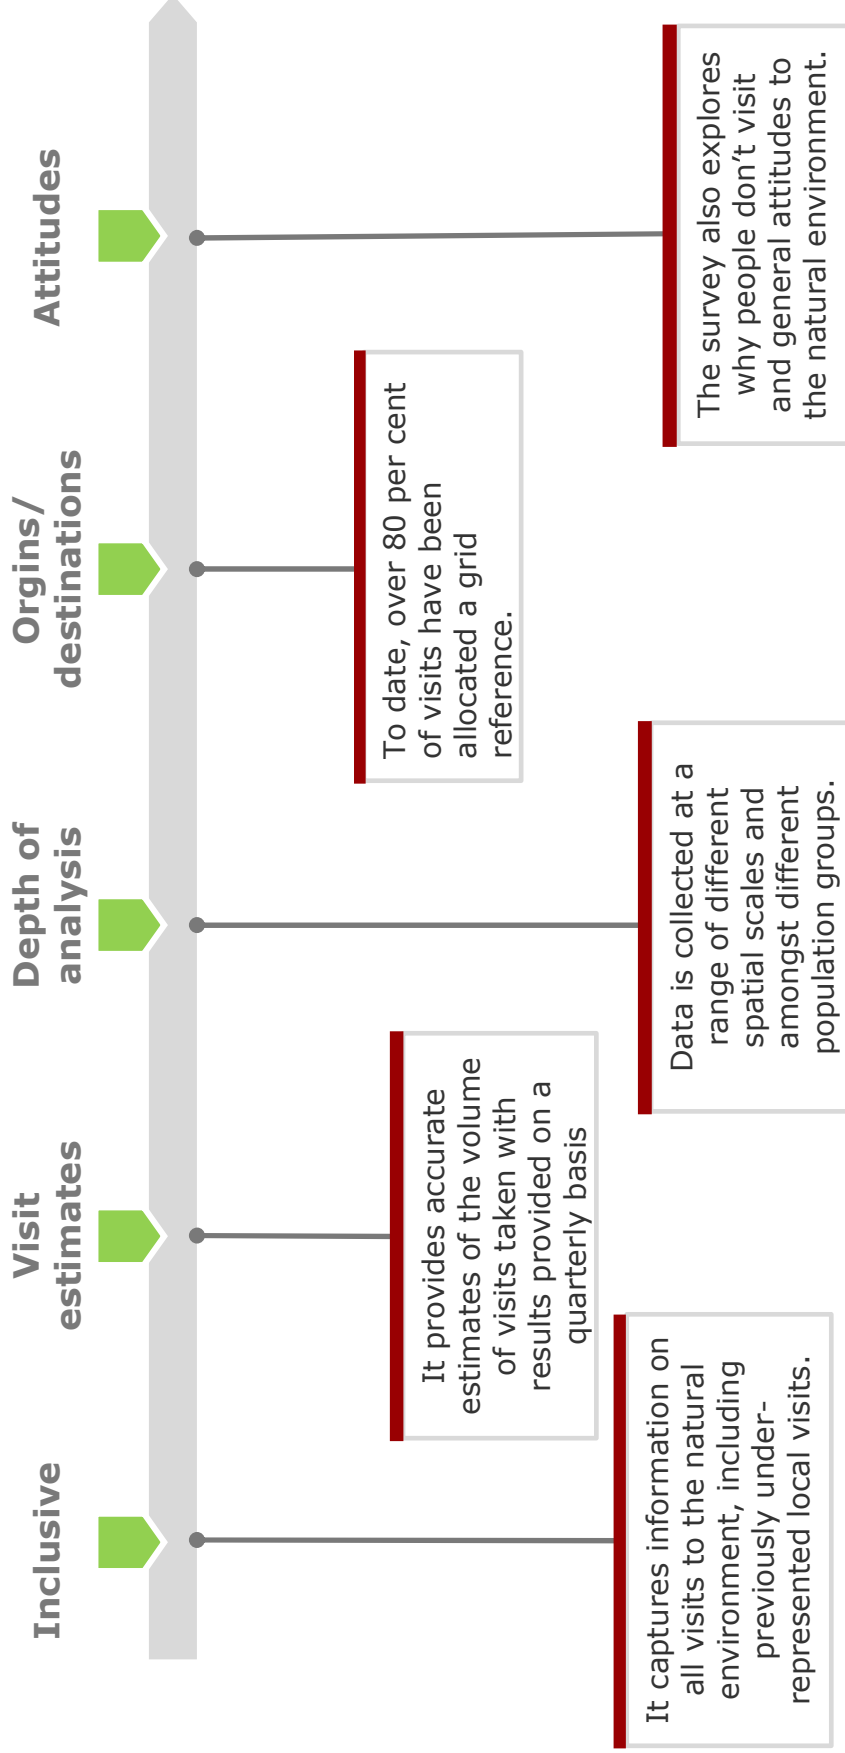 Inclusive
Visit
estimates
Depth of
analysis
Orgins/
destinations
Attitudes
It captures information on
all visits to the natural
environment, including
previously under-
represented local visits.
It provides accurate
estimates of the volume
of visits taken with
results provided on a
quarterly basis
Data is collected at a
range of different
spatial scales and
amongst different
population groups.
To date, over 80 per cent
of visits have been
allocated a grid
reference.
The survey also explores
why people don’t visit
and general attitudes to
the natural environment.